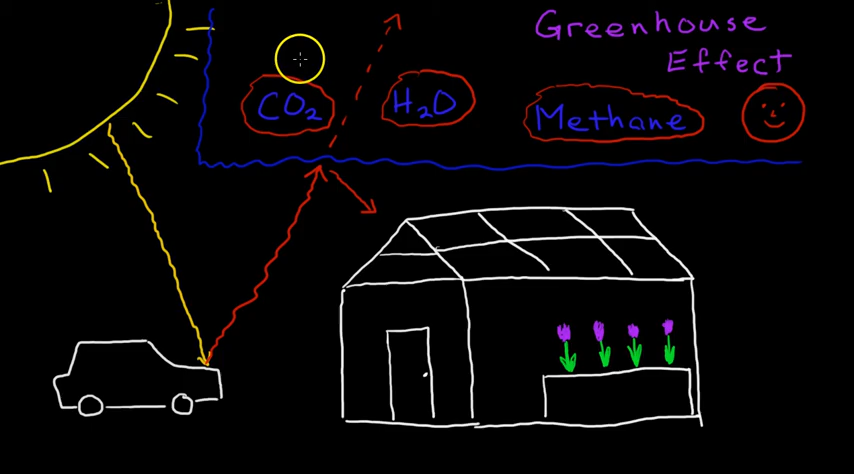 Greenhouse
Effect
CO₂
H₂O
Methane